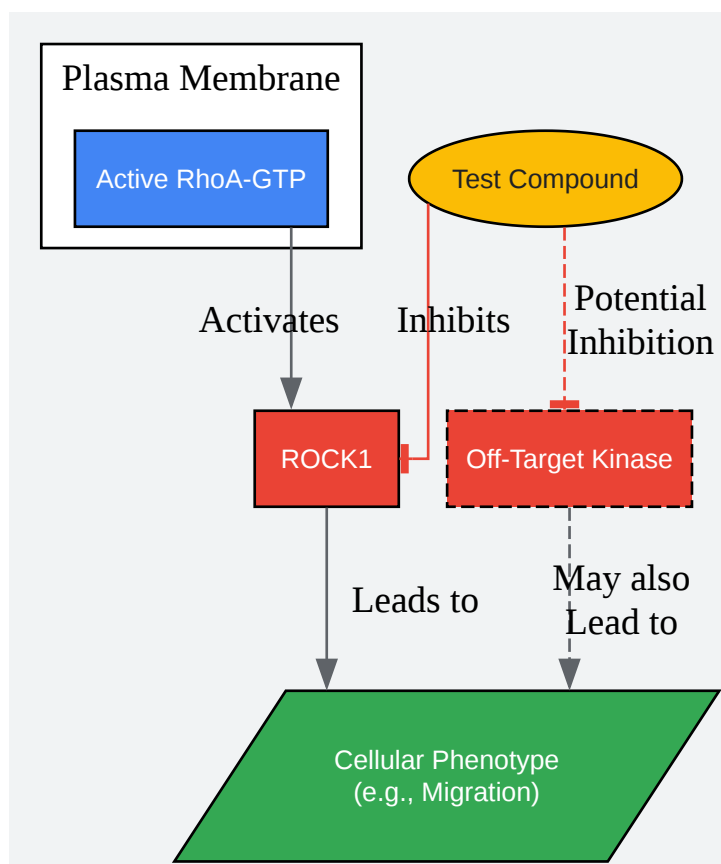 Plasma Membrane
Active RhoA-GTP
Test Compound
Activates
Inhibits
Potential
Inhibition
ROCK1
Off-Target Kinase
Leads to
May also
Lead to
Cellular Phenotype
(e.g., Migration)